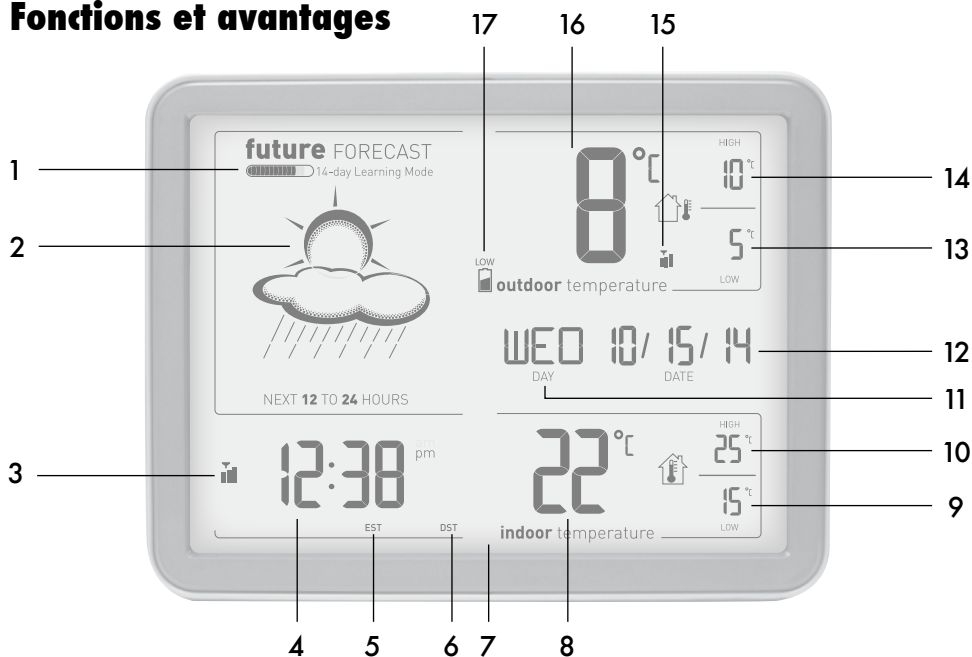 Fonctions et avantages
17 16 15
1
future FORECAST
14-day Learning Mode
2
NEXT 12 TO 24 HOURS
8 °C
HIGH
10 °C
14
5 °C
13
LOW
LOW
outdoor temperature
WED 10/ 15/ 14
12
DAY DATE
11
3
12:38
am
pm
EST DST
22 °C
HIGH
25 °C
10
15 °C
9
LOW
indoor temperature
4 5 6 7 8